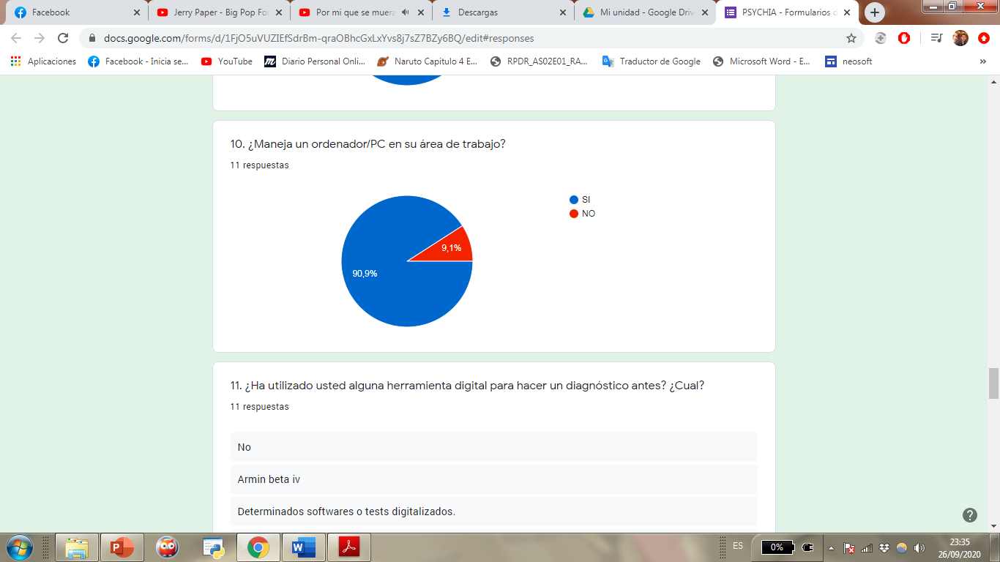 Facebook
Jerry Paper - Big Pop Fo
Por mi que se muera
Descargas
Mi unidad - Google Drive
PSYCHIA - Formularios d
docs.google.com/forms/d/1FjO5uVUZIEfSdrBm-qraOBhcGxLxYvs8j7sZ7BZy6BQ/edit#responses
Aplicaciones
Facebook - Inicia se...
YouTube
Diario Personal Onli...
Naruto Capitulo 4 E...
RPDR_AS02E01_RA...
Traductor de Google
Microsoft Word - E...
neosoft
10. ¿Maneja un ordenador/PC en su área de trabajo?
11 respuestas
SI
NO
9,1%
90,9%
11. ¿Ha utilizado usted alguna herramienta digital para hacer un diagnóstico antes? ¿Cual?
11 respuestas
No
Armin beta iv
Determinados softwares o tests digitalizados.
ES
0%
23:35
26/09/2020